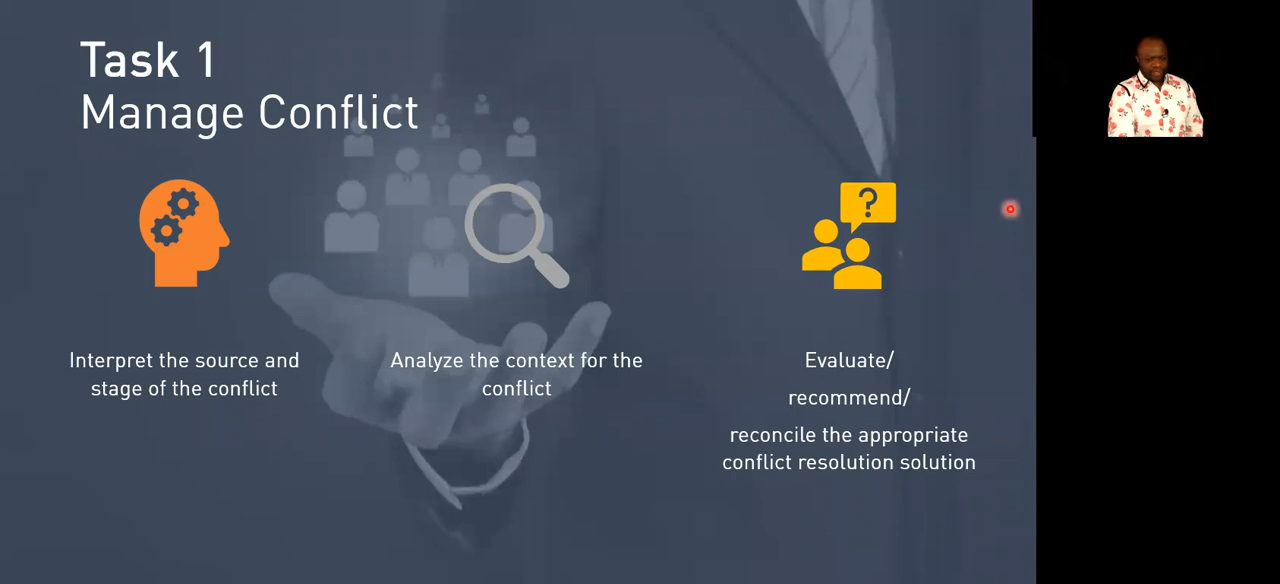 Task 1
Manage Conflict
?
Interpret the source and
stage of the conflict
Analyze the context for the
conflict
Evaluate/
recommend/
reconcile the appropriate
conflict resolution solution